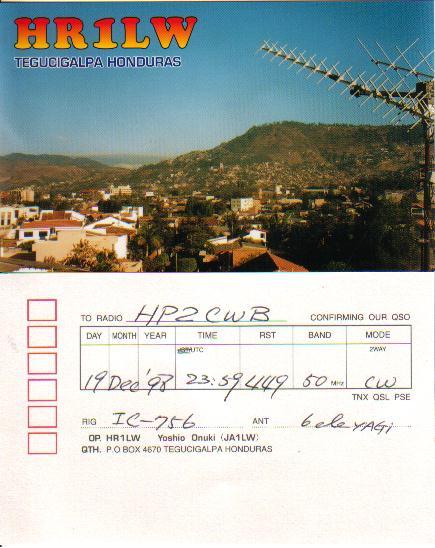 HR1LW
TEGUCIGALPA HONDURAS
TO RADIO HP2CWB CONFIRMING OUR QSO
DAY MONTH YEAR TIME RST BAND MODE
UTC 2WAY
19 Dec '98 23:59 449 50 MHz CW
TNX QSL PSE
RIG IC-756 ANT 6 ele YAGi
OP. HR1LW Yoshio Onuki (JA1LW)
QTH. P.O BOX 4670 TEGUCIGALPA HONDURAS